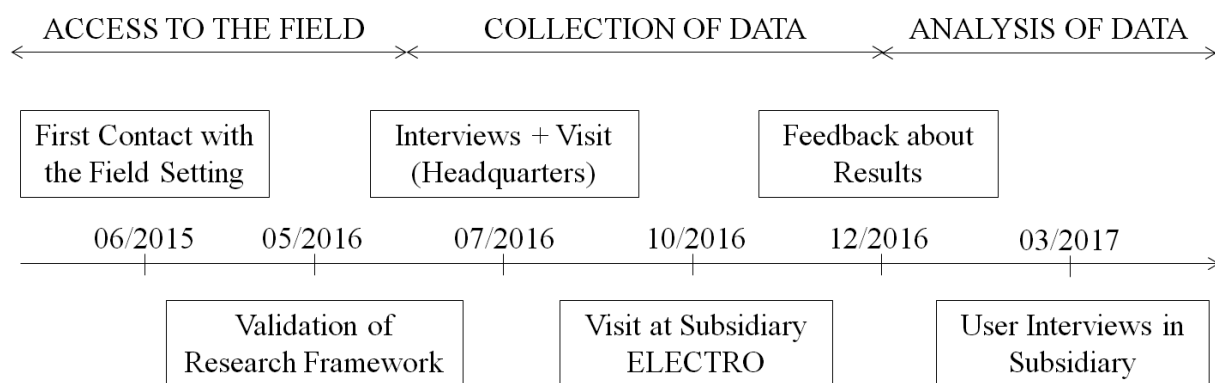 ACCESS TO THE FIELD
COLLECTION OF DATA
ANALYSIS OF DATA
First Contact with
the Field Setting
Interviews + Visit
(Headquarters)
Feedback about
Results
06/2015
05/2016
07/2016
10/2016
12/2016
03/2017
Validation of
Research Framework
Visit at Subsidiary
ELECTRO
User Interviews in
Subsidiary